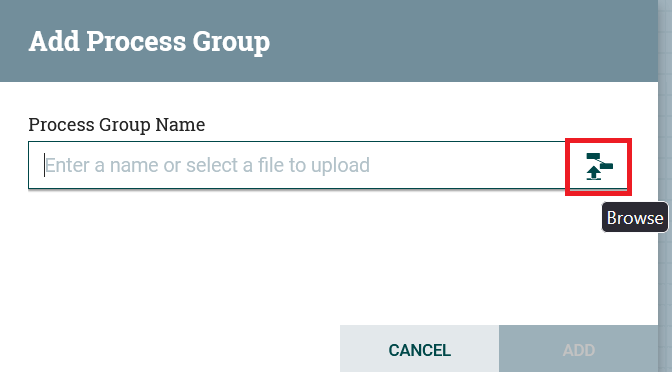 Add Process Group
Process Group Name
Enter a name or select a file to upload
Browse
CANCEL
ADD